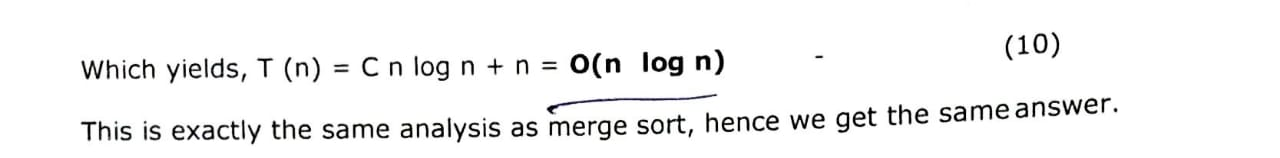 Which yields, T (n) = C n log n + n = O(n log n) - (10)
This is exactly the same analysis as merge sort, hence we get the same answer.